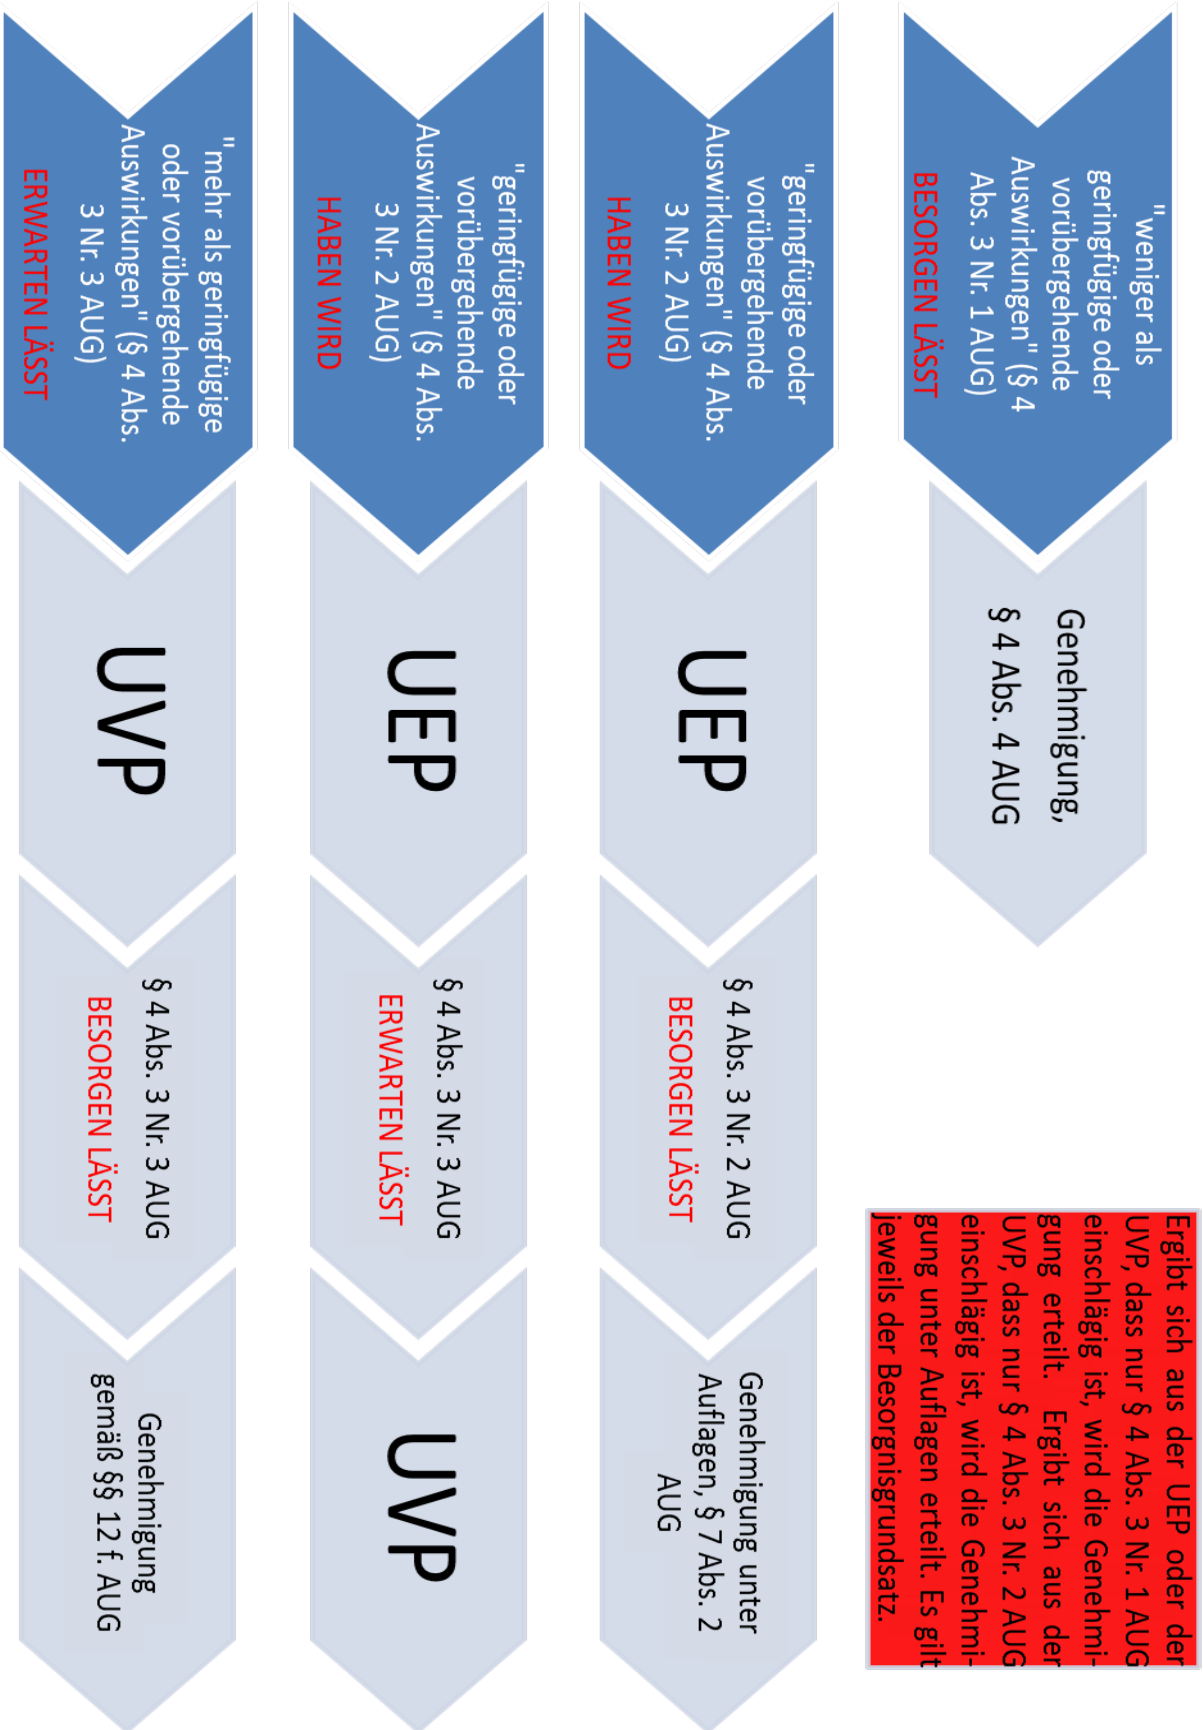 "weniger als
geringfügige oder
vorübergehende
Auswirkungen" (§ 4
Abs. 3 Nr. 1 AUG)
BESORGEN LÄSST
Genehmigung,
§ 4 Abs. 4 AUG
Ergibt sich aus der UEP oder der
UVP, dass nur § 4 Abs. 3 Nr. 1 AUG
einschlägig ist, wird die Genehmi-
gung erteilt. Ergibt sich aus der
UVP, dass nur § 4 Abs. 3 Nr. 2 AUG
einschlägig ist, wird die Genehmi-
gung unter Auflagen erteilt. Es gilt
jeweils der Besorgnisgrundsatz.
"geringfügige oder
vorübergehende
Auswirkungen" (§ 4 Abs.
3 Nr. 2 AUG)
HABEN WIRD
UEP
§ 4 Abs. 3 Nr. 2 AUG
BESORGEN LÄSST
Genehmigung unter
Auflagen, § 7 Abs. 2
AUG
"geringfügige oder
vorübergehende
Auswirkungen" (§ 4 Abs.
3 Nr. 2 AUG)
HABEN WIRD
UEP
§ 4 Abs. 3 Nr. 3 AUG
ERWARTEN LÄSST
UVP
"mehr als geringfügige
oder vorübergehende
Auswirkungen" (§ 4 Abs.
3 Nr. 3 AUG)
ERWARTEN LÄSST
UVP
§ 4 Abs. 3 Nr. 3 AUG
BESORGEN LÄSST
Genehmigung
gemäß §§ 12 f. AUG